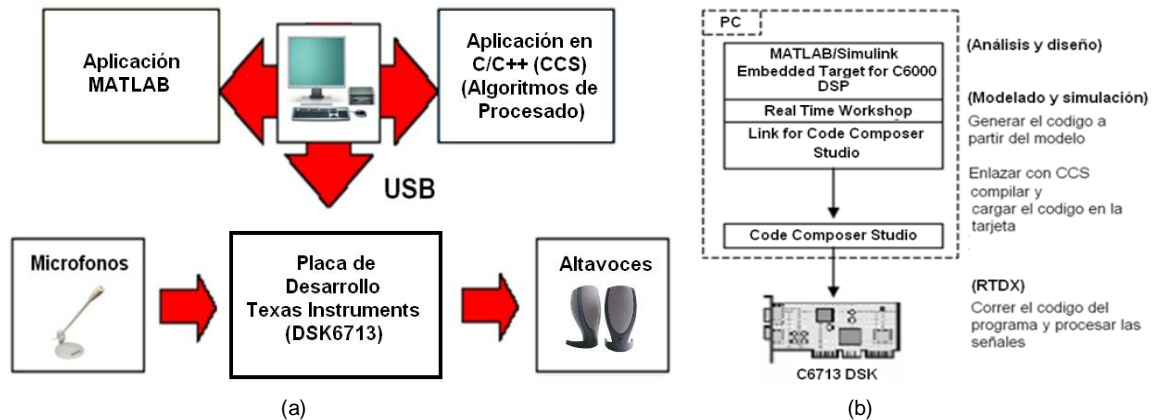 Aplicación
MATLAB
Aplicación en
C/C++ (CCS)
(Algoritmos de
Procesado)
USB
Microfonos
Placa de
Desarrollo
Texas Instruments
(DSK6713)
Altavoces
(a)
PC
MATLAB/Simulink
Embedded Target for C6000
DSP
Real Time Workshop
Link for Code Composer
Studio
Code Composer Studio
C6713 DSK
(Análisis y diseño)
(Modelado y simulación)
Generar el codigo a
partir del modelo
Enlazar con CCS
compilar y
cargar el codigo en la
tarjeta
(RTDX)
Correr el codigo del
programa y procesar las
señales
(b)